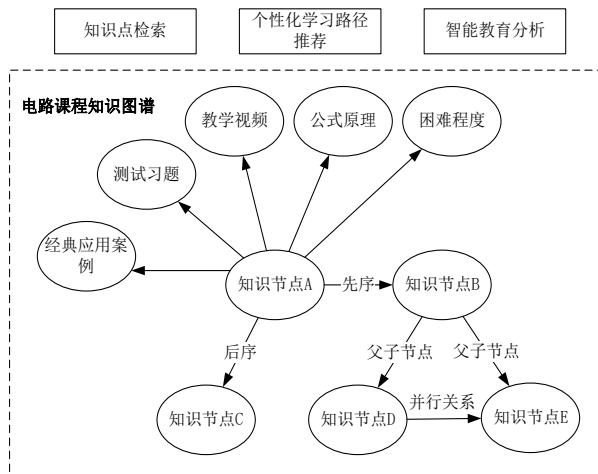 知识点检索
个性化学习路径
推荐
智能教育分析
电路课程知识图谱
教学视频
公式原理
困难程度
测试习题
经典应用案
例
知识节点A
先序
知识节点B
后序
父子节点
父子节点
知识节点C
知识节点D
并行关系
知识节点E